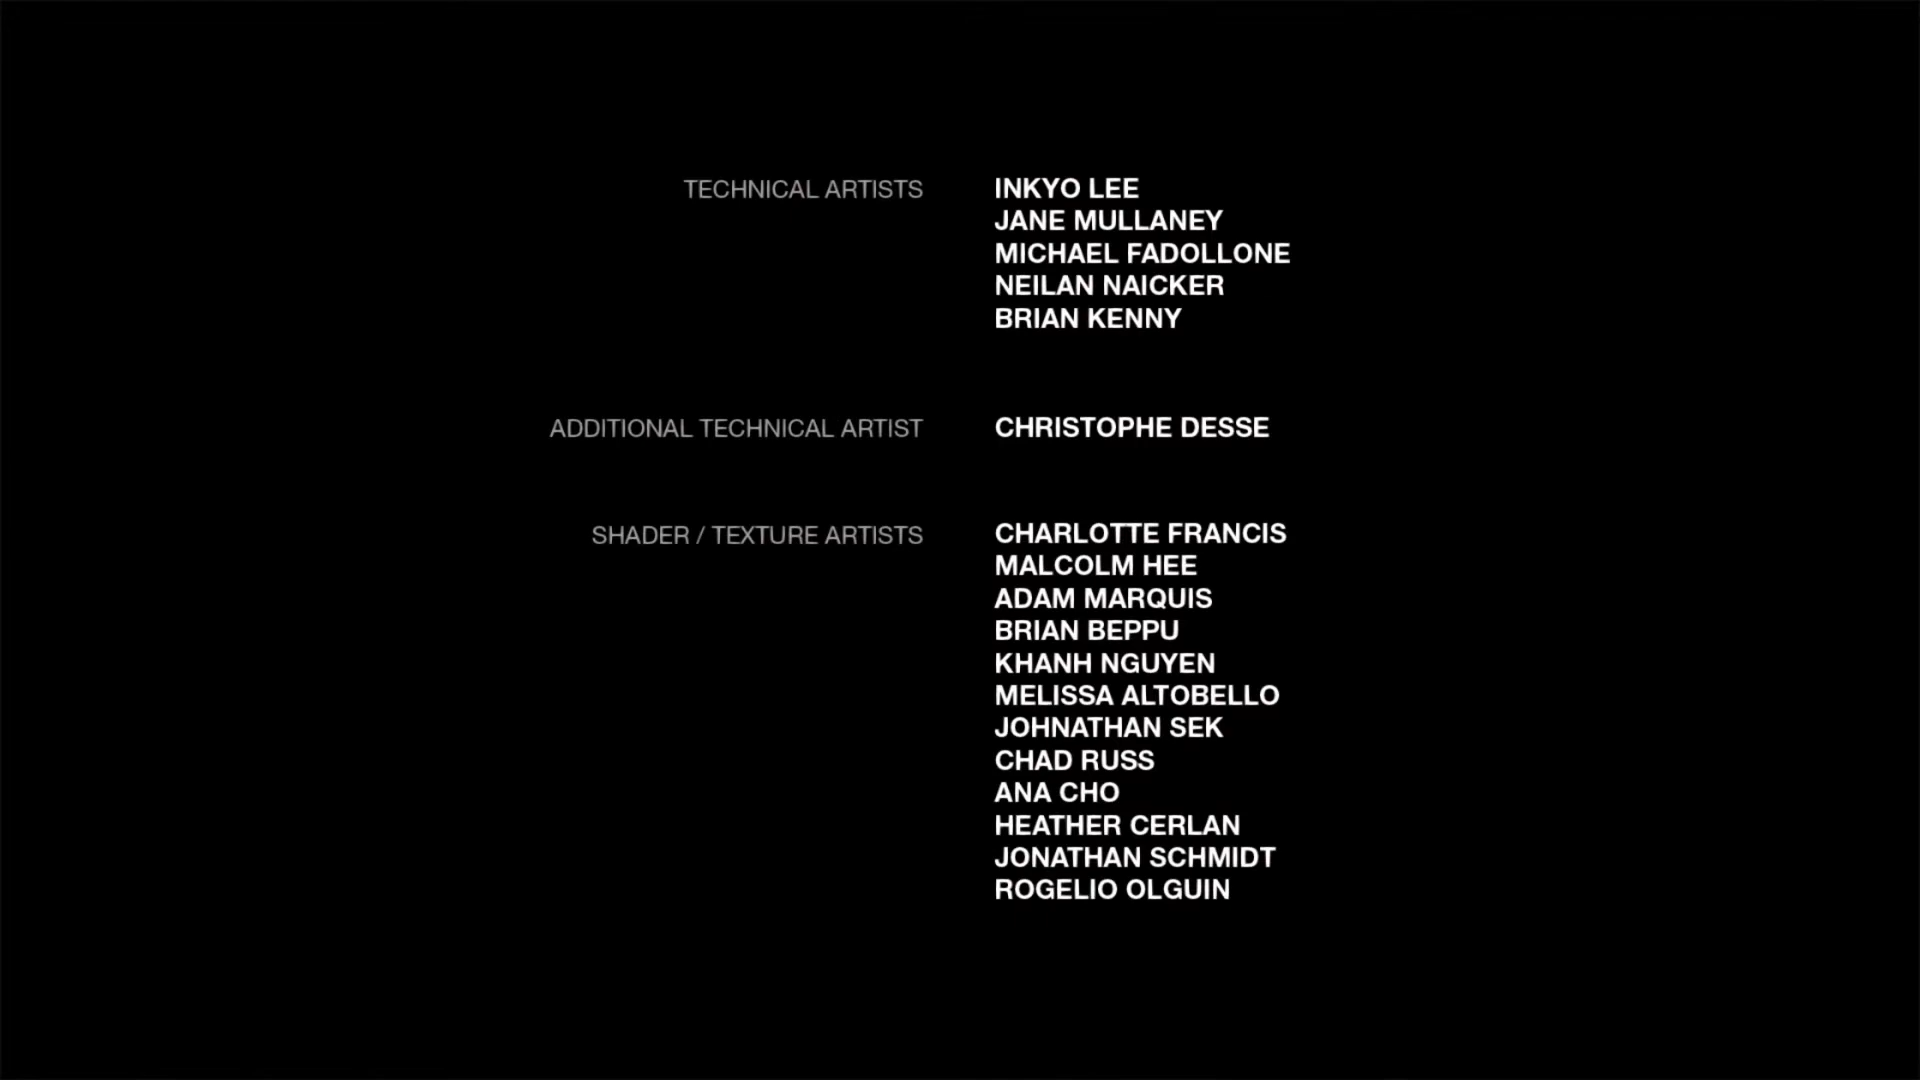 TECHNICAL ARTISTS INKYO LEE
JANE MULLANEY
MICHAEL FADOLLONE
NEILAN NAICKER
BRIAN KENNY
ADDITIONAL TECHNICAL ARTIST CHRISTOPHE DESSE
SHADER / TEXTURE ARTISTS CHARLOTTE FRANCIS
MALCOLM HEE
ADAM MARQUIS
BRIAN BEPPU
KHANH NGUYEN
MELISSA ALTOBELLO
JOHNATHAN SEK
CHAD RUSS
ANA CHO
HEATHER CERLAN
JONATHAN SCHMIDT
ROGELIO OLGUIN